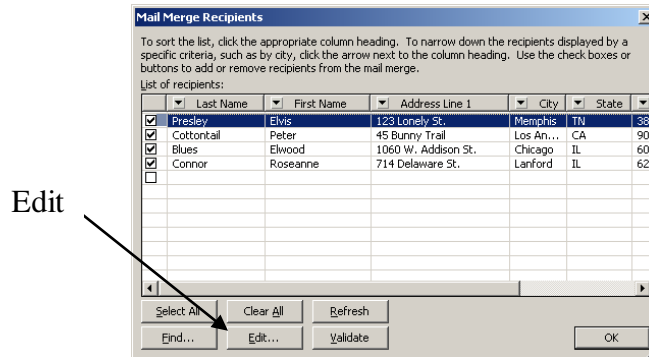 Mail Merge Recipients
To sort the list, click the appropriate column heading. To narrow down the recipients displayed by a
specific criteria, such as by city, click the arrow next to the column heading. Use the check boxes or
buttons to add or remove recipients from the mail merge.
List of recipients:
Last Name First Name Address Line 1 City State
Presley Elvis 123 Lonely St. Memphis TN 38
Cottontail Peter 45 Bunny Trail Los An... CA 90
Blues Elwood 1060 W. Addison St. Chicago IL 60
Connor Roseanne 714 Delaware St. Lanford IL 62
Edit
Select All Clear All Refresh
Find... Edit... Validate OK